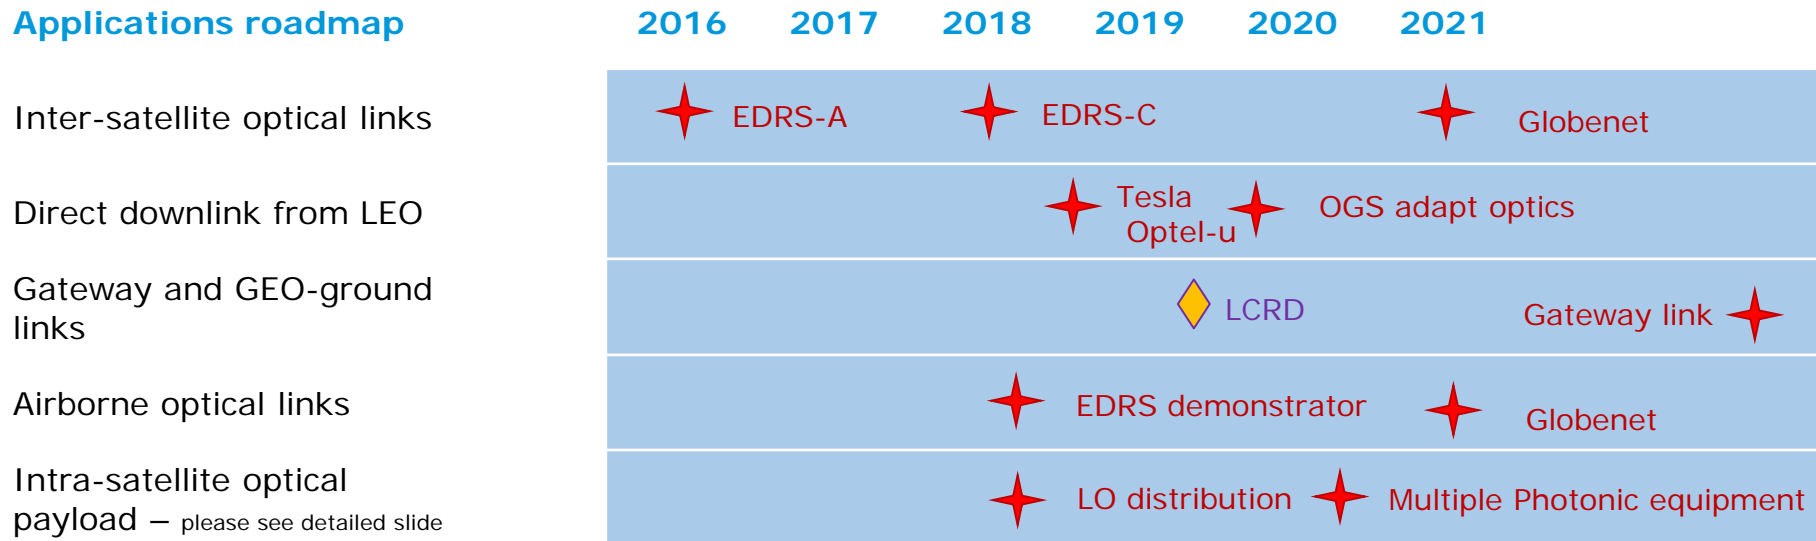 Applications roadmap 2016 2017 2018 2019 2020 2021
Inter-satellite optical links EDRS-A EDRS-C Globenet
Direct downlink from LEO Tesla OGS adapt optics
Optel-u
Gateway and GEO-ground
links LCRD Gateway link
Airborne optical links EDRS demonstrator Globenet
Intra-satellite optical
payload – please see detailed slide LO distribution Multiple Photonic equipment